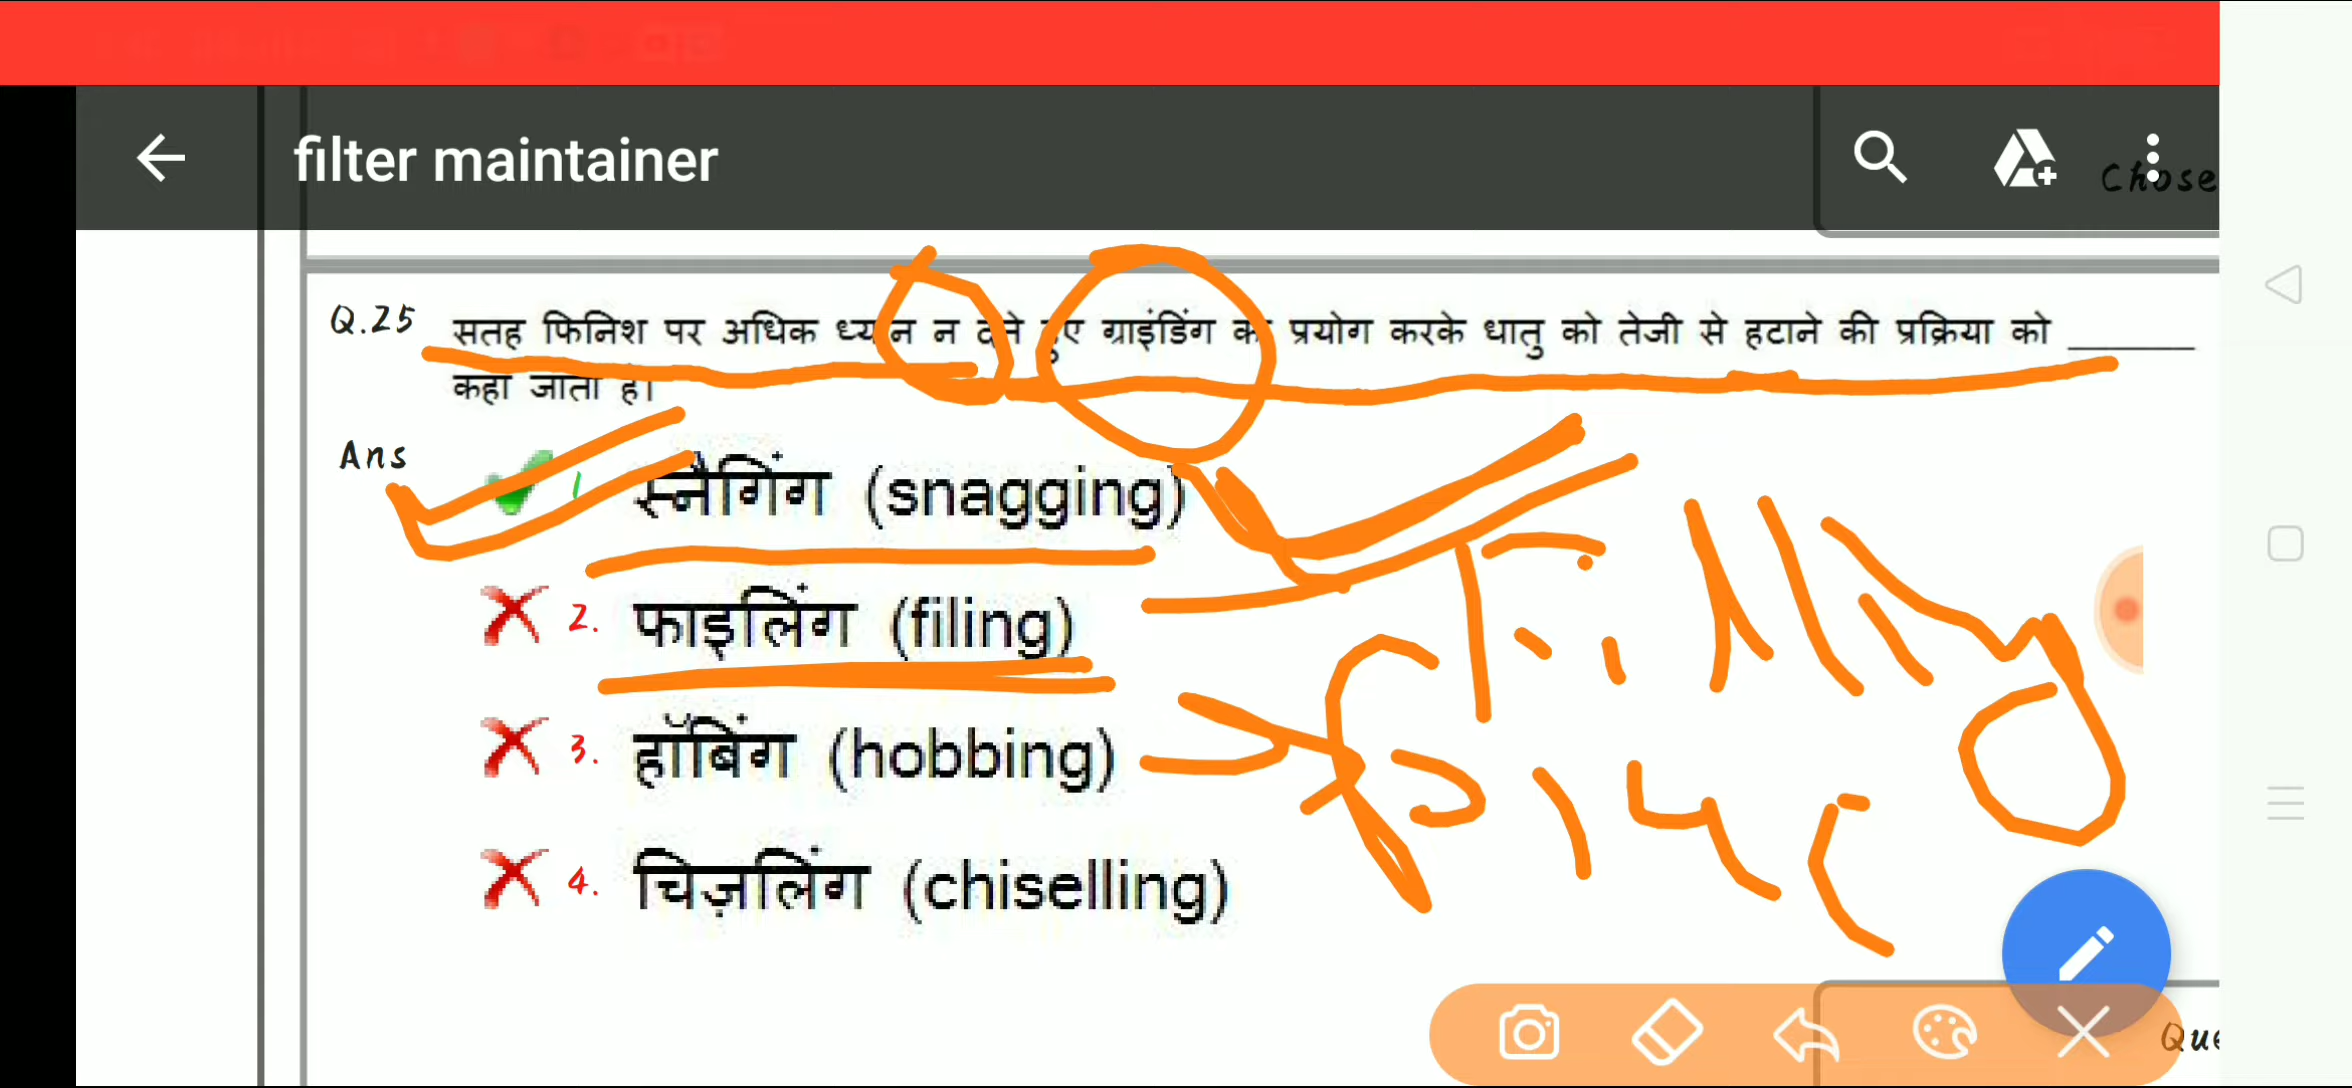 filter maintainer
Chose
Q.25 सतह फिनिश पर अधिक ध्यान न देते हुए ग्राइंडिंग का प्रयोग करके धातु को तेजी से हटाने की प्रक्रिया को ______
कहा जाता है।
Ans 1 स्नैगिंग (snagging)
2. फाइलिंग (filing)
3. हॉबिंग (hobbing)
4. चिज़लिंग (chiselling)
Que